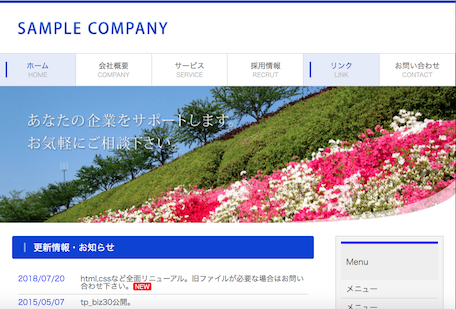 SAMPLE COMPANY
ホーム
HOME
会社概要
COMPANY
サービス
SERVICE
採用情報
RECRUT
リンク
LINK
お問い合わせ
CONTACT
あなたの企業をサポートします。
お気軽にご相談下さい。
更新情報・お知らせ
2018/07/20 html,cssなど全面リニューアル。旧ファイルが必要な場合はお問い
合わせ下さい。NEW
2015/05/07 tp_biz30公開。
Menu
メニュー
メニュー